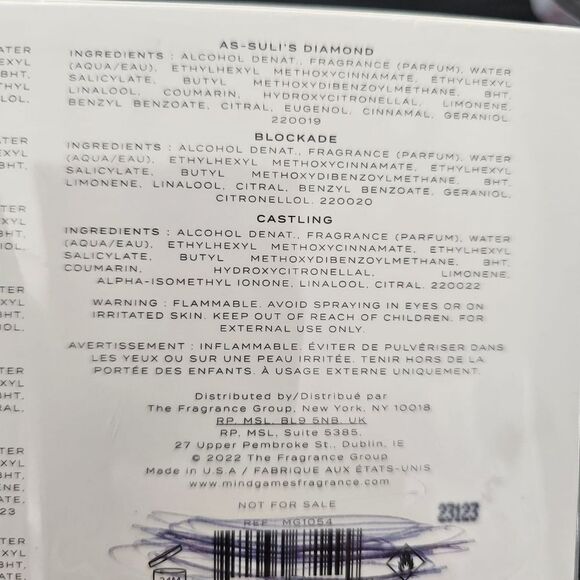 AS-SULI'S DIAMOND
INGREDIENTS : ALCOHOL DENAT., FRAGRANCE (PARFUM), WATER
(AQUA/EAU), ETHYLHEXYL METHOXYCINNAMATE, ETHYLHEXYL
SALICYLATE, BUTYL METHOXYDIBENZOYLMETHANE, BHT,
LINALOOL, COUMARIN, HYDROXYCITRONELLAL, LIMONENE,
BENZYL BENZOATE, CITRAL, EUGENOL, CINNAMAL, GERANIOL.
220019
BLOCKADE
INGREDIENTS : ALCOHOL DENAT., FRAGRANCE (PARFUM), WATER
(AQUA/EAU), ETHYLHEXYL METHOXYCINNAMATE, ETHYLHEXYL
SALICYLATE, BUTYL METHOXYDIBENZOYLMETHANE, BHT,
LIMONENE, LINALOOL, CITRAL, BENZYL BENZOATE, GERANIOL,
CITRONELLOL. 220020
CASTLING
INGREDIENTS : ALCOHOL DENAT., FRAGRANCE (PARFUM), WATER
(AQUA/EAU), ETHYLHEXYL METHOXYCINNAMATE, ETHYLHEXYL
SALICYLATE, BUTYL METHOXYDIBENZOYLMETHANE, BHT,
COUMARIN, HYDROXYCITRONELLAL, LIMONENE,
ALPHA-ISOMETHYL IONONE, LINALOOL, CITRAL. 220022
WARNING : FLAMMABLE. AVOID SPRAYING IN EYES OR ON
IRRITATED SKIN. KEEP OUT OF REACH OF CHILDREN. FOR
EXTERNAL USE ONLY.
AVERTISSEMENT : INFLAMMABLE. ÉVITER DE PULVÉRISER DANS
LES YEUX OU SUR UNE PEAU IRRITÉE. TENIR HORS DE LA
PORTÉE DES ENFANTS. À USAGE EXTERNE UNIQUEMENT.
Distributed by/Distribué par
The Fragrance Group, New York, NY 10018
RP, MSL, BL9 5NB, UK
RP, MSL, Suite 5385,
27 Upper Pembroke St., Dublin, IE
© 2022 The Fragrance Group
Made in U.S.A / FABRIQUÉ AUX ÉTATS-UNIS
www.mindgamesfragrance.com
NOT FOR SALE
REF MG1054
23123
24M